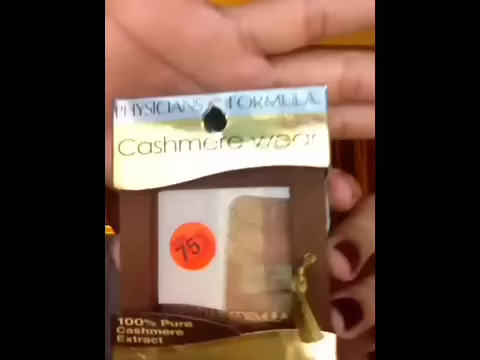 PHYSICIANS FORMULA
Cashmere wear
75
100% Pure
Cashmere
Extract